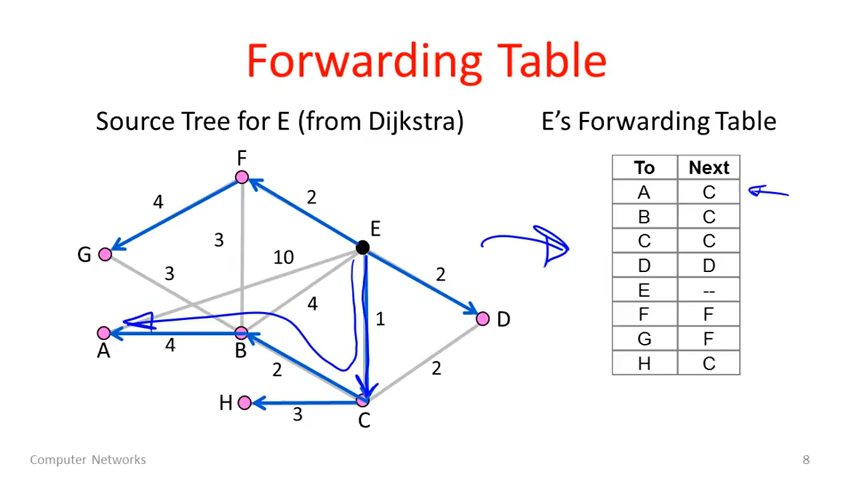 Forwarding Table
Source Tree for E (from Dijkstra)
E's Forwarding Table
F
4
2
E
G
3
3
10
4
2
1
D
A
4
B
2
2
H
3
C
To Next
A C
B C
C C
D D
E --
F F
G F
H C
Computer Networks
8